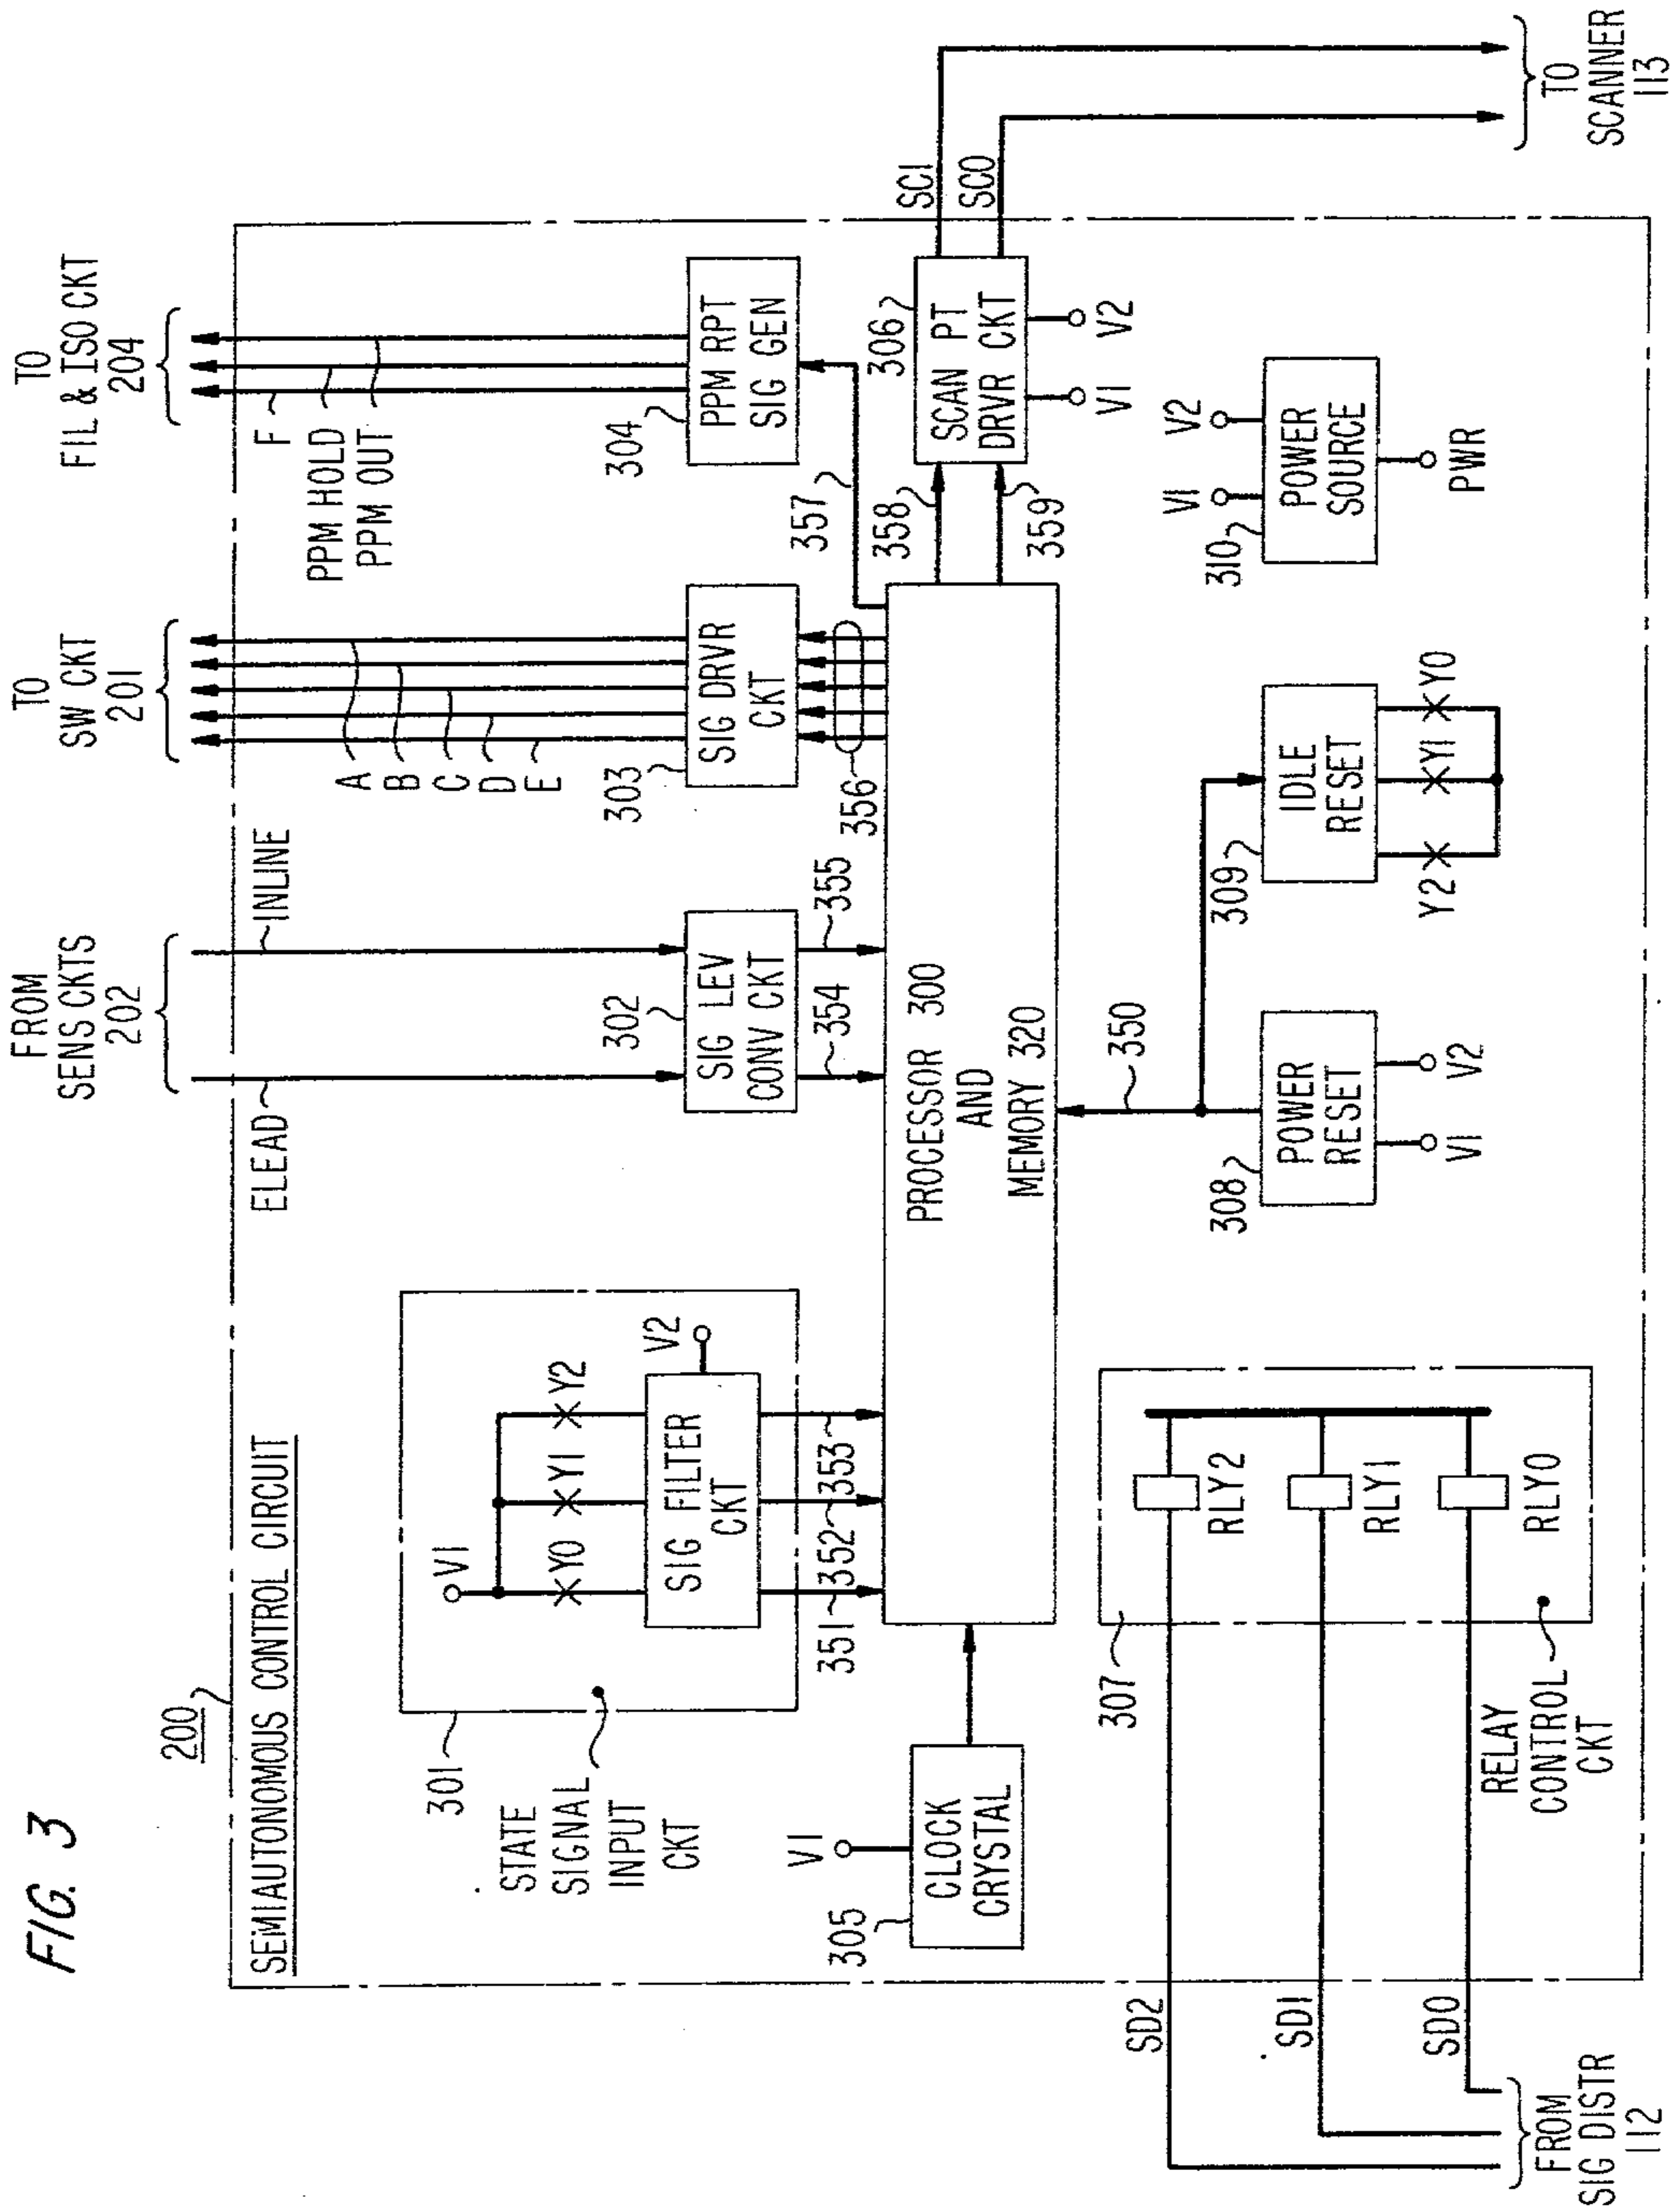 FIG. 3
200
SEMIAUTONOMOUS CONTROL CIRCUIT
FROM
SENS CKTS
202
TO
SW CKT
201
TO
FIL & ISO CKT
204
ELEAD
INLINE
A
B
C
D
E
F
PPM HOLD
PPM OUT
301
STATE
SIGNAL
INPUT
CKT
V1
Y0
Y1
Y2
V2
SIG FILTER
CKT
351
352
353
302
SIG LEV
CONV CKT
354
355
303
SIG DRVR
CKT
356
304
PPM RPT
SIG GEN
357
305
V1
CLOCK
CRYSTAL
PROCESSOR 300
AND
MEMORY 320
358
359
306
SCAN PT
DRVR CKT
V1
V2
SC1
SC0
TO
SCANNER
113
350
307
RLY2
RLY1
RLY0
RELAY
CONTROL
CKT
SD2
SD1
SD0
FROM
SIG DISTR
112
308
POWER
RESET
V1
V2
309
IDLE
RESET
Y2
Y1
Y0
310
V1
V2
POWER
SOURCE
PWR